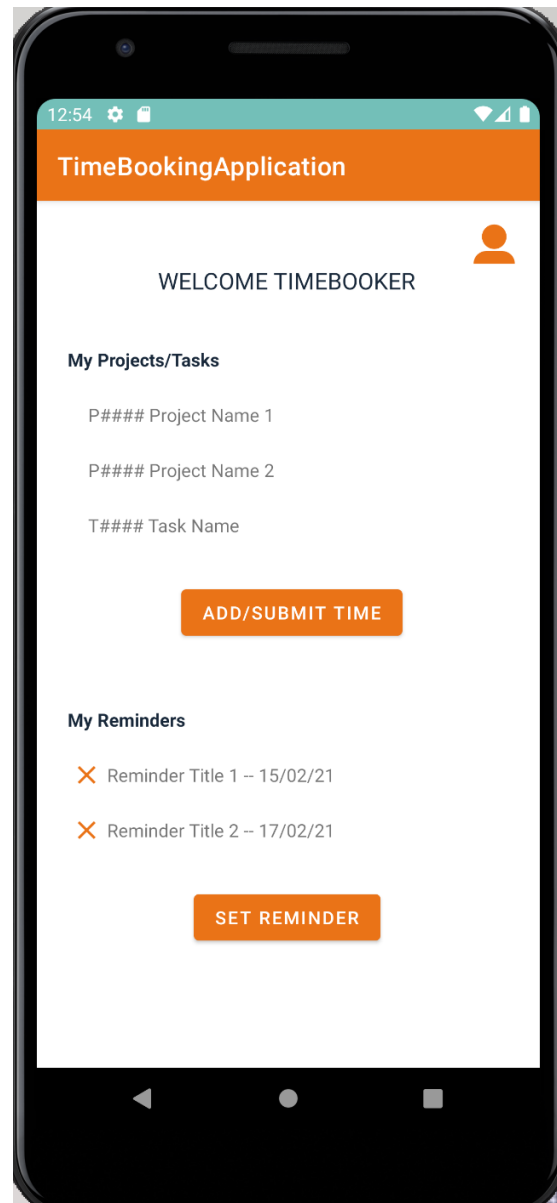 12:54
TimeBookingApplication
WELCOME TIMEBOOKER
My Projects/Tasks
P#### Project Name 1
P#### Project Name 2
T#### Task Name
ADD/SUBMIT TIME
My Reminders
Reminder Title 1 -- 15/02/21
Reminder Title 2 -- 17/02/21
SET REMINDER